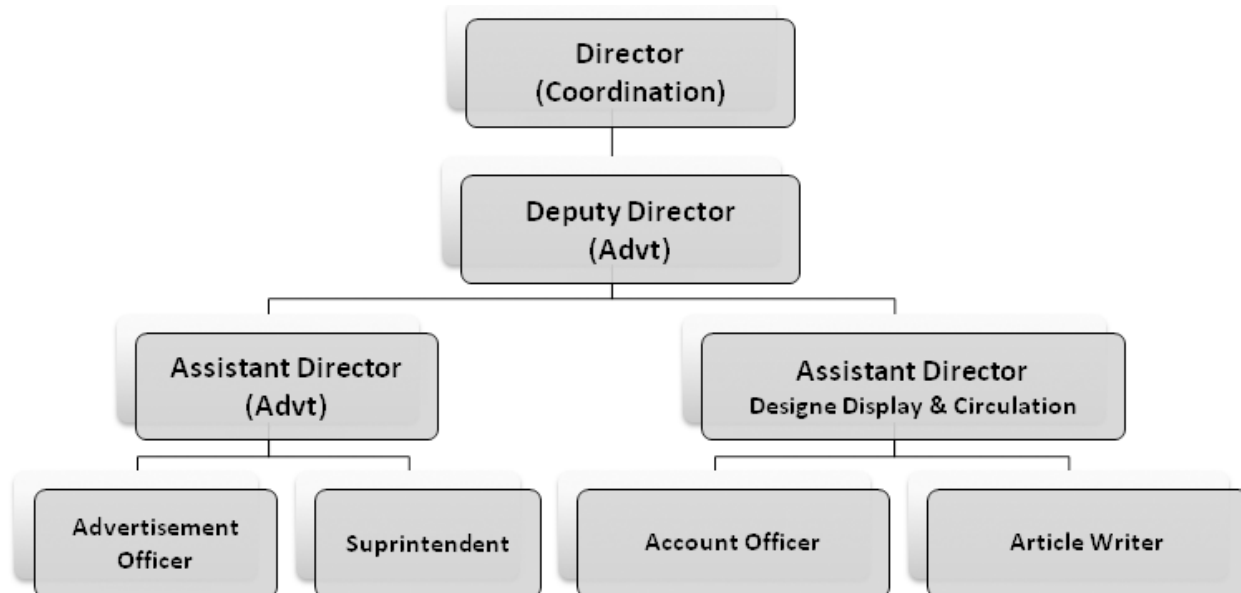 Director
(Coordination)
Deputy Director
(Advt)
Assistant Director
(Advt)
Assistant Director
Designe Display & Circulation
Advertisement
Officer
Suprintendent
Account Officer
Article Writer